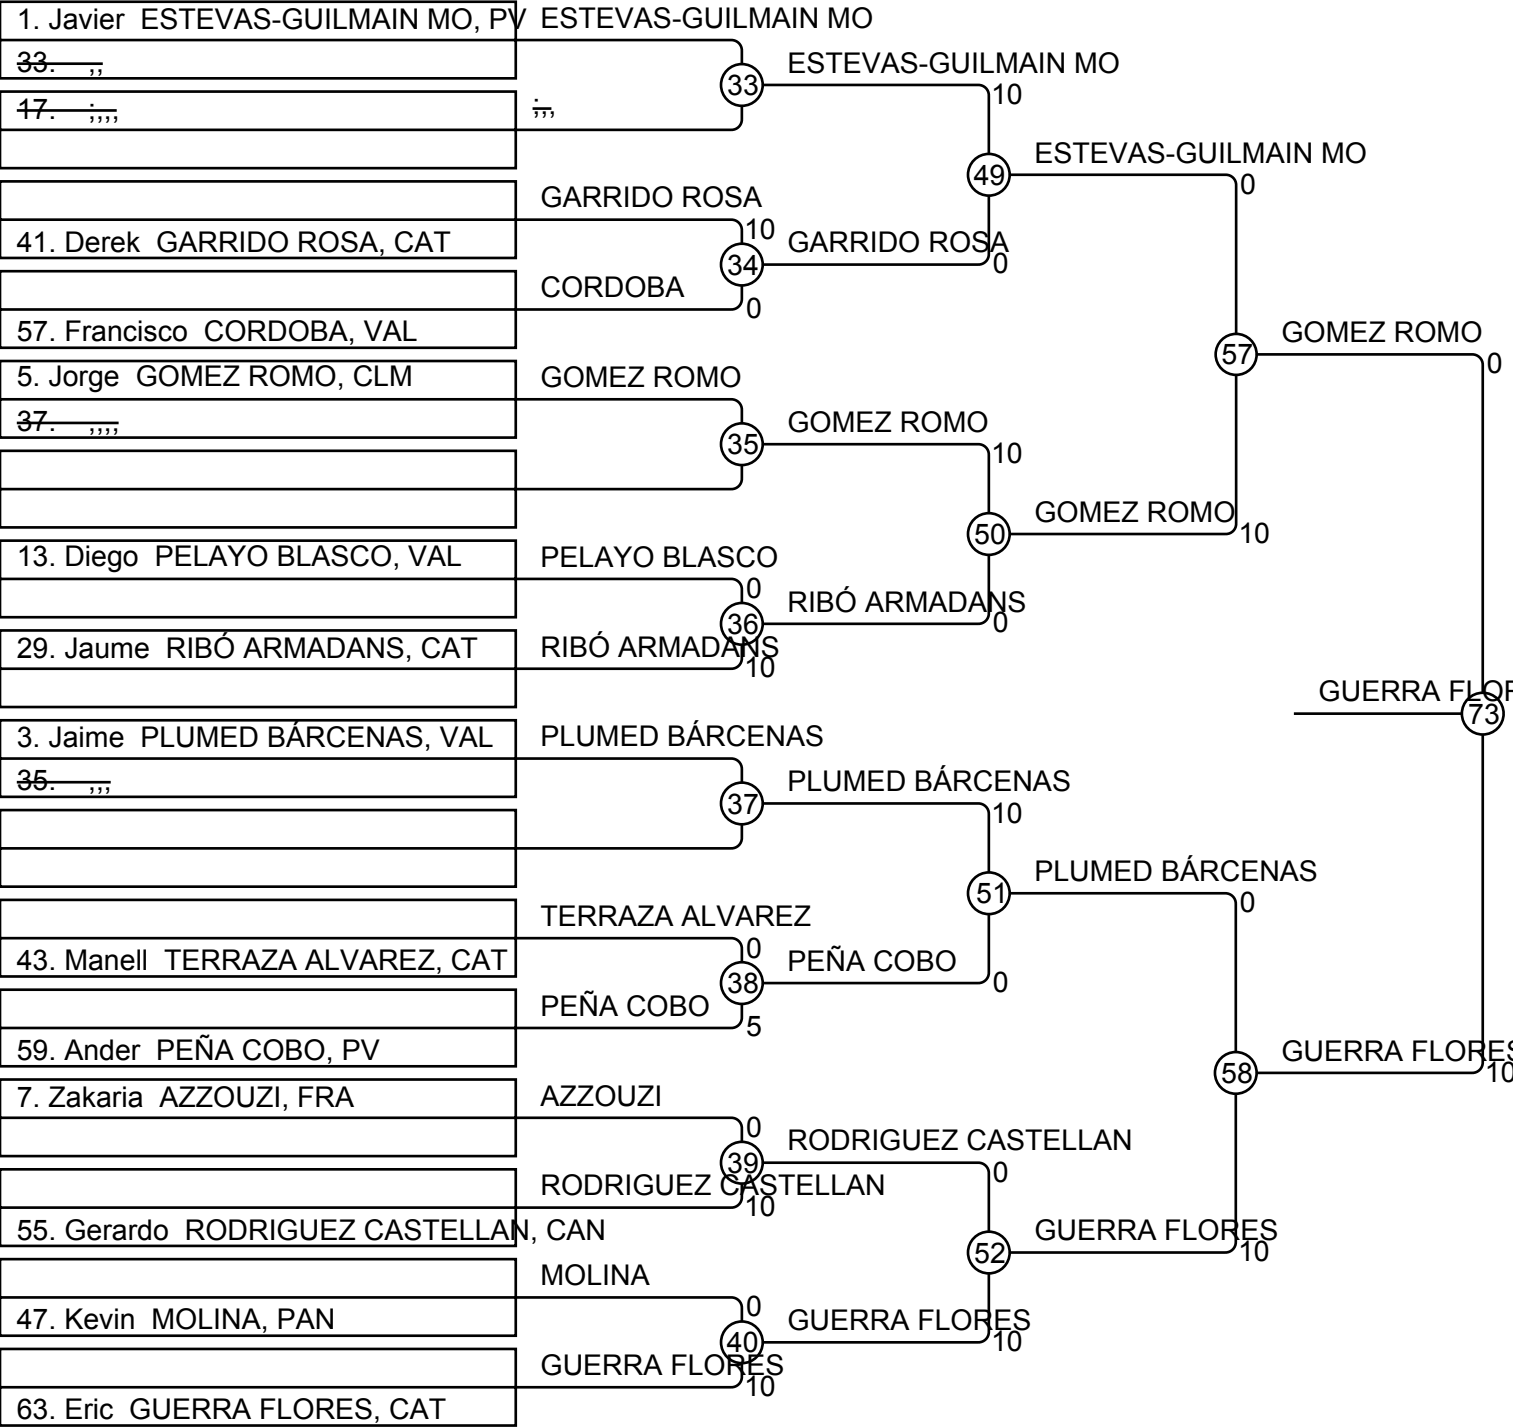 1. Javier ESTEVAS-GUILMAIN MO, PV
33. ,,
17. ;,,,
41. Derek GARRIDO ROSA, CAT
57. Francisco CORDOBA, VAL
5. Jorge GOMEZ ROMO, CLM
37. ,,,,
13. Diego PELAYO BLASCO, VAL
29. Jaume RIBÓ ARMADANS, CAT
3. Jaime PLUMED BÁRCENAS, VAL
35. ,,,
43. Manell TERRAZA ALVAREZ, CAT
59. Ander PEÑA COBO, PV
7. Zakaria AZZOUZI, FRA
55. Gerardo RODRIGUEZ CASTELLAN, CAN
47. Kevin MOLINA, PAN
63. Eric GUERRA FLORES, CAT
ESTEVAS-GUILMAIN MO
33
;,,
GARRIDO ROSA
10
34
CORDOBA
0
GOMEZ ROMO
35
PELAYO BLASCO
0
36
RIBÓ ARMADANS
10
PLUMED BÁRCENAS
37
TERRAZA ALVAREZ
0
38
PEÑA COBO
5
AZZOUZI
0
39
RODRIGUEZ CASTELLAN
10
MOLINA
0
40
GUERRA FLORES
10
ESTEVAS-GUILMAIN MO
10
49
GARRIDO ROSA
0
GOMEZ ROMO
10
50
RIBÓ ARMADANS
0
PLUMED BÁRCENAS
10
51
PEÑA COBO
0
RODRIGUEZ CASTELLAN
0
52
GUERRA FLORES
10
ESTEVAS-GUILMAIN MO
0
57
GOMEZ ROMO
10
PLUMED BÁRCENAS
0
58
GUERRA FLORES
10
GOMEZ ROMO
0
GUERRA FLOR
73
GUERRA FLORES
10